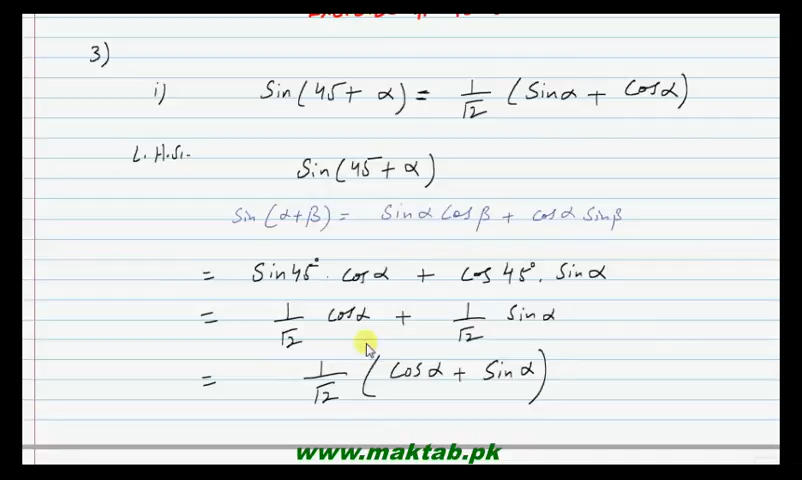 3)
i) Sin(45+ α) = 1/√2 (Sinα + Cosα)
L.H.S.
Sin(45+α)
Sin(α+β) = Sinα Cosβ + Cosα Sinβ
= Sin45° . Cosα + Cos45° . Sinα
= 1/√2 Cosα + 1/√2 Sinα
= 1/√2 (Cosα + Sinα)
www.maktab.pk